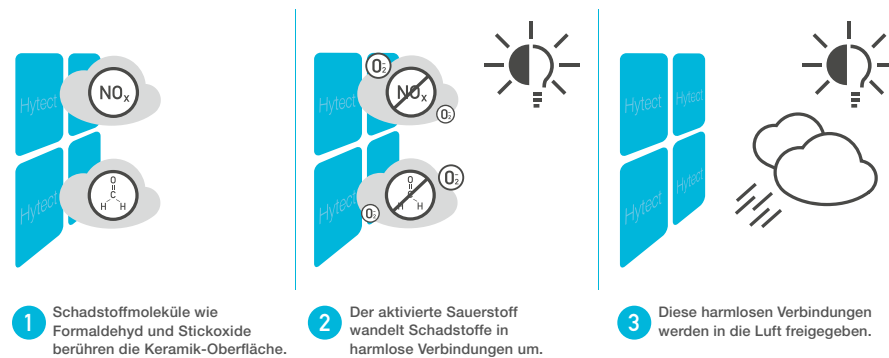 Hytect
NOx
O
C
H H
Hytect
Hytect
O₂⁻
NOx
O₂⁻
Hytect
O
C
H H
O₂⁻
O₂⁻
Hytect
Hytect
Hytect
Hytect
1
Schadstoffmoleküle wie
Formaldehyd und Stickoxide
berühren die Keramik-Oberfläche.
2
Der aktivierte Sauerstoff
wandelt Schadstoffe in
harmlose Verbindungen um.
3
Diese harmlosen Verbindungen
werden in die Luft freigegeben.